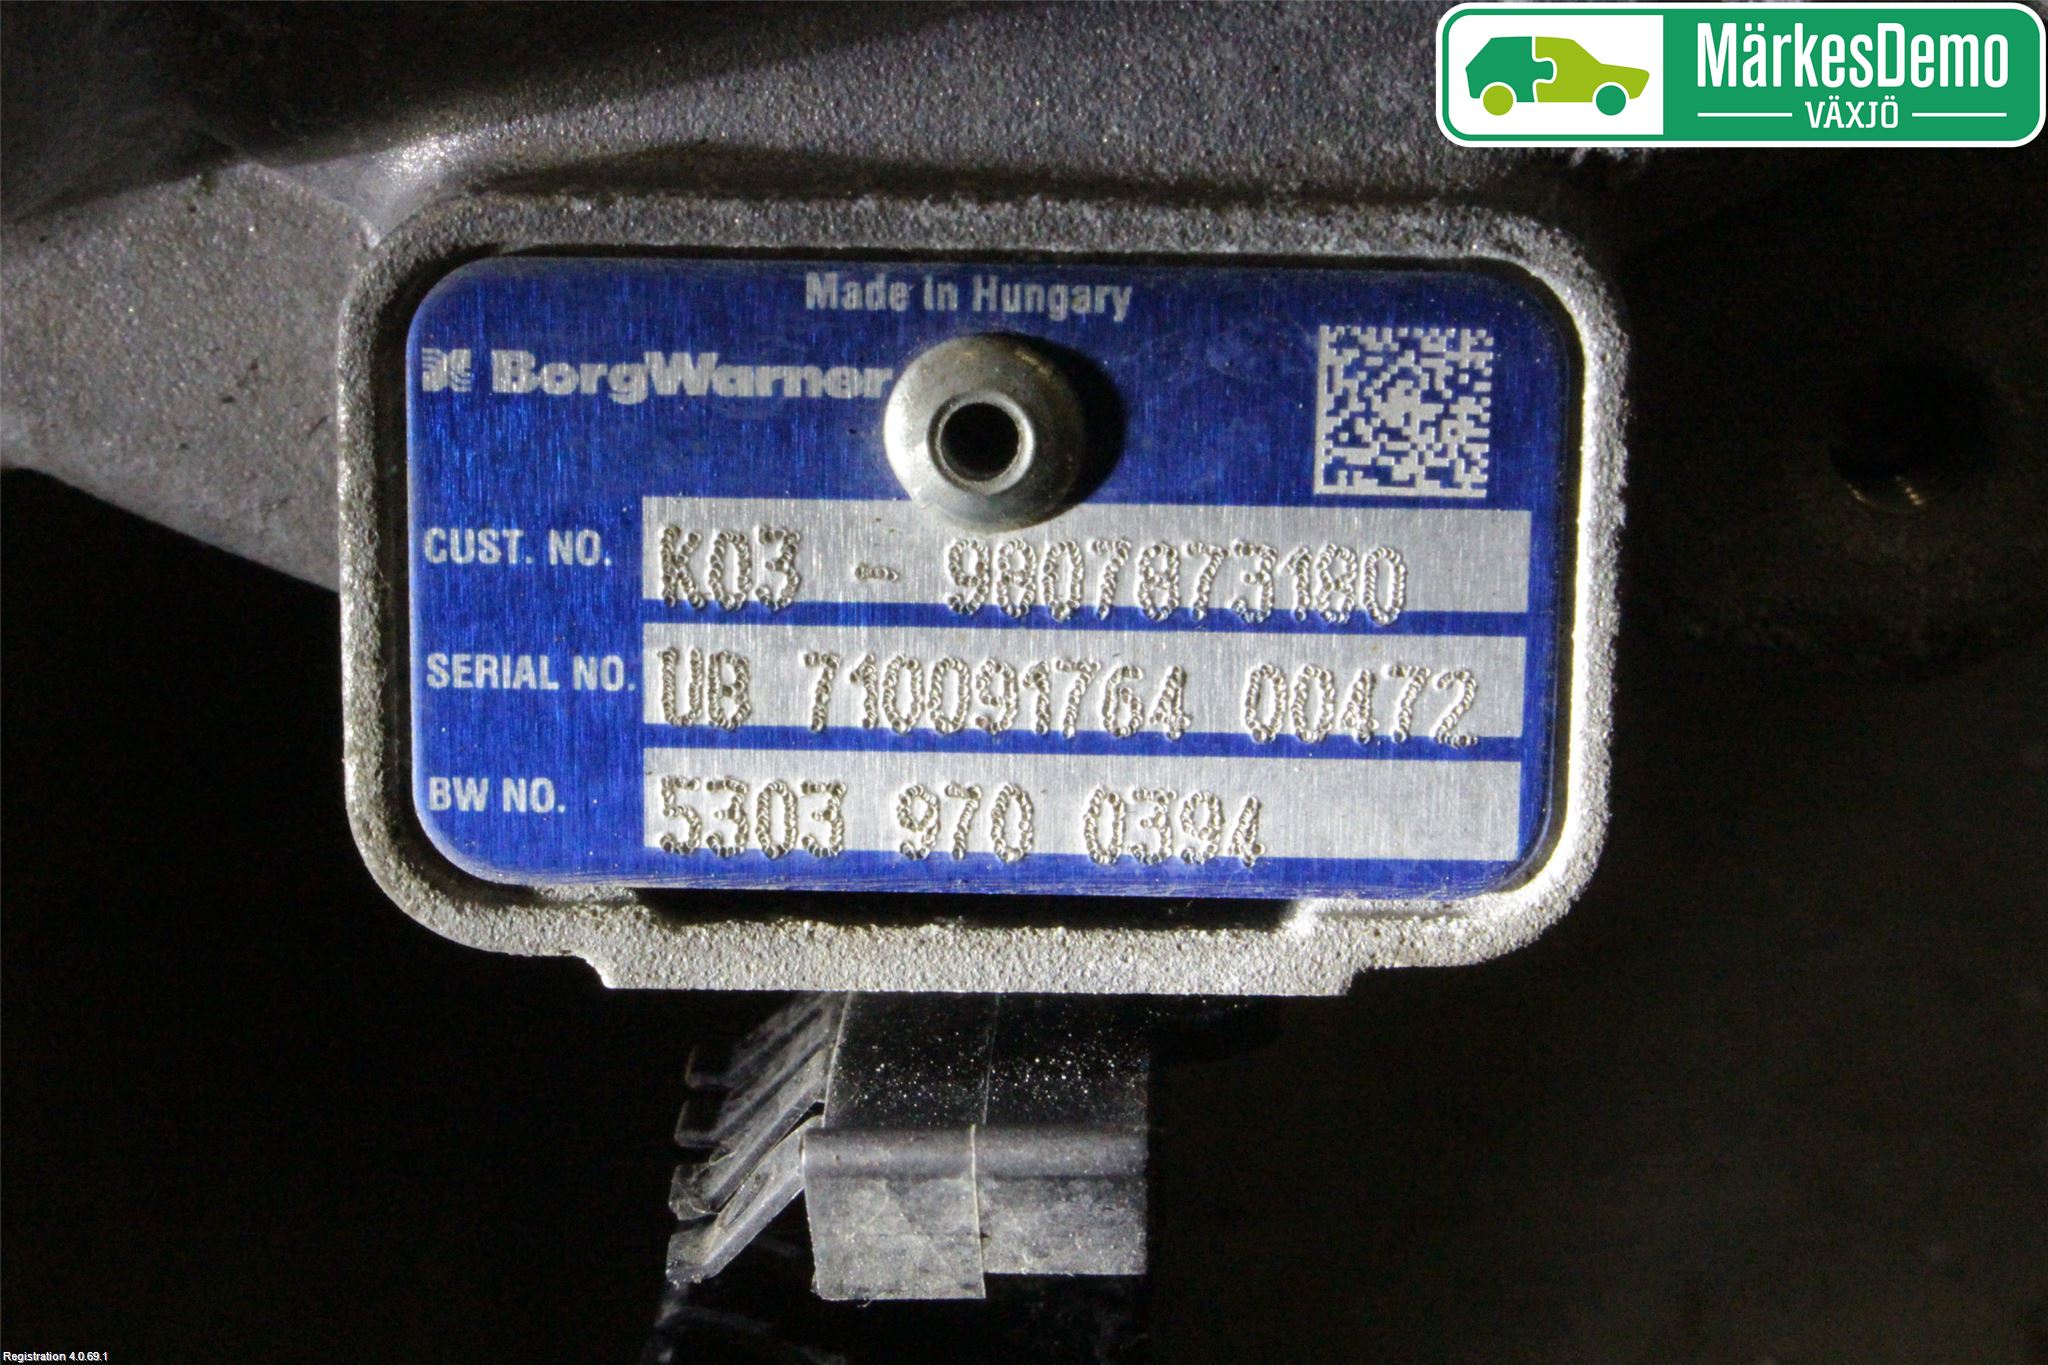 MärkesDemo
VÄXJÖ
Made in Hungary
BorgWarner
CUST. NO. K03 - 9807873180
SERIAL NO. UB 710091764 00472
BW NO. 5303 970 0394
Registration 4.0.69.1